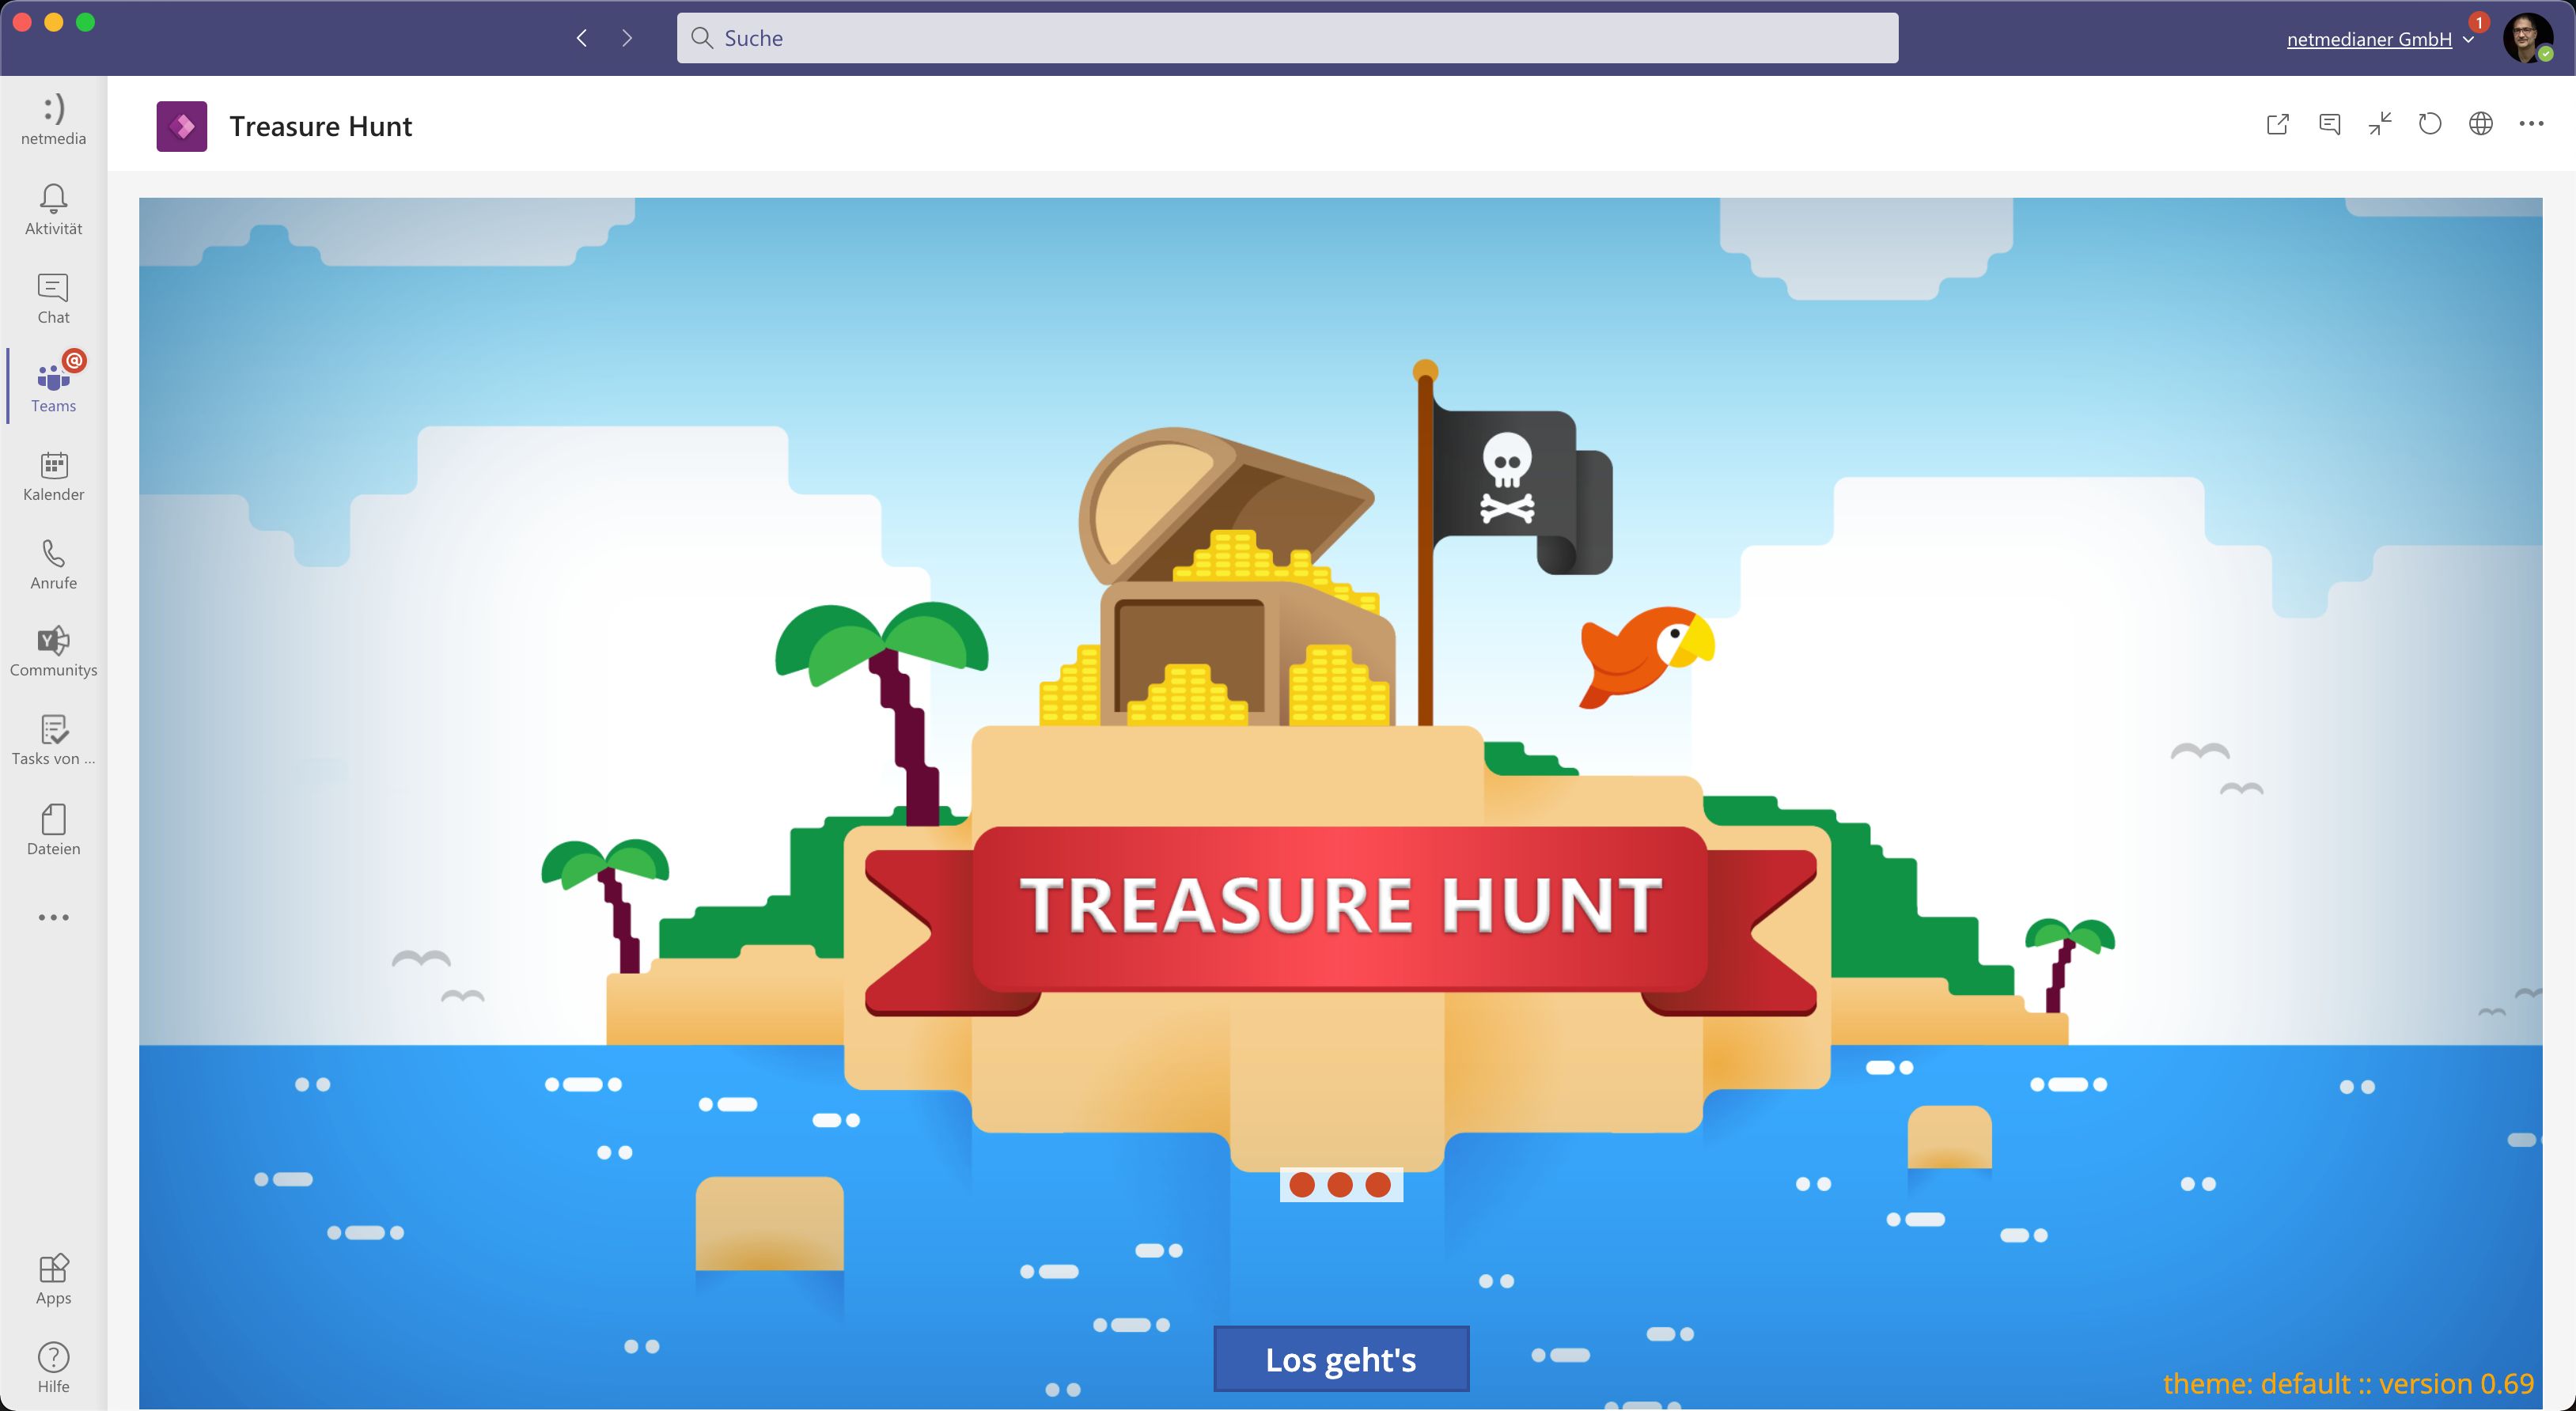 Suche
netmedianer GmbH
1
:)
netmedia
Treasure Hunt
Aktivität
Chat
@
Teams
Kalender
Anrufe
Y
Communitys
Tasks von ...
Dateien
TREASURE HUNT
Apps
?
Hilfe
Los geht's
theme: default :: version 0.69